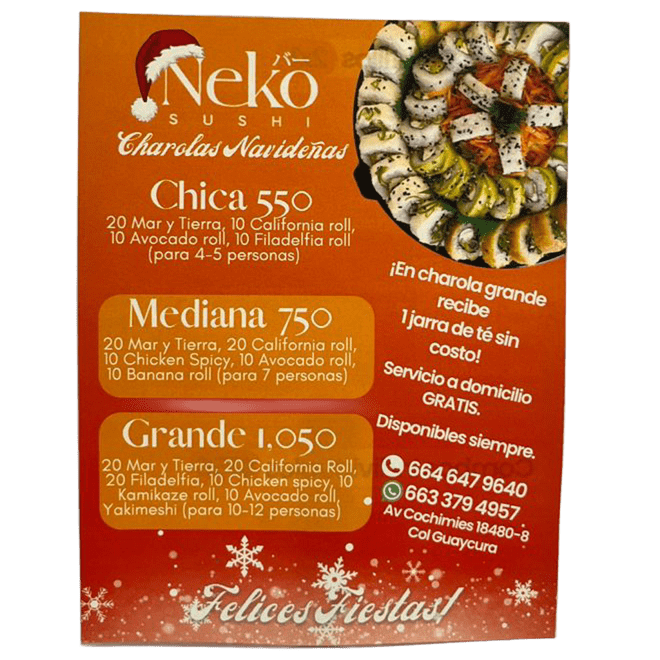 バー
Neko
SUSHI
Charolas Navideñas
Chica 550
20 Mar y Tierra, 10 California roll,
10 Avocado roll, 10 Filadelfia roll
(para 4-5 personas)
Mediana 750
20 Mar y Tierra, 20 California roll,
10 Chicken Spicy, 10 Avocado roll,
10 Banana roll (para 7 personas)
Grande 1,050
20 Mar y Tierra, 20 California Roll,
20 Filadelfia, 10 Chicken spicy, 10
Kamikaze roll, 10 Avocado roll,
Yakimeshi (para 10-12 personas)
¡En charola grande
recibe
1 jarra de té sin
costo!
Servicio a domicilio
GRATIS.
Disponibles siempre.
664 647 9640
663 379 4957
Av Cochimies 18480-8
Col Guaycura
Felices Fiestas!